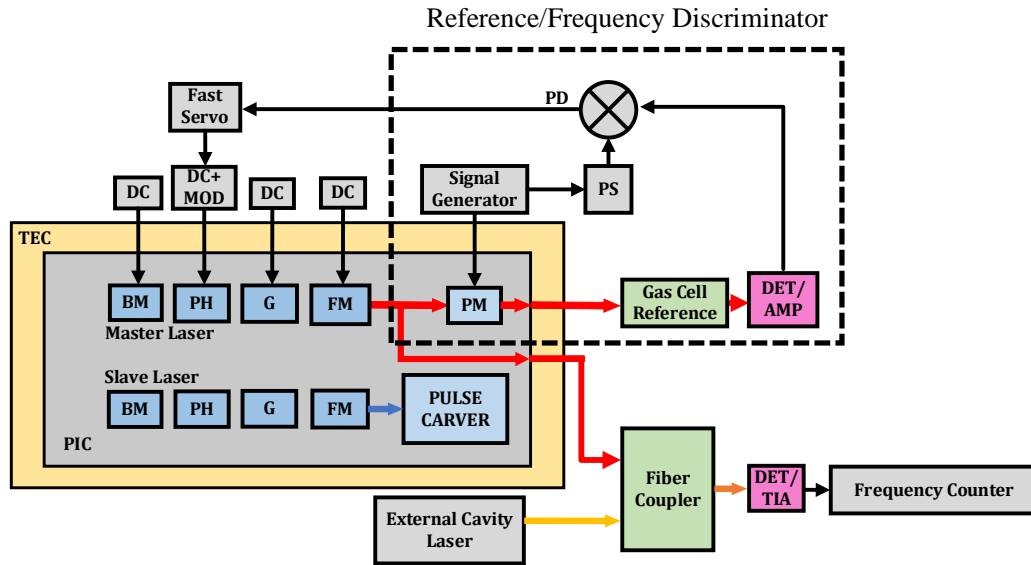 Reference/Frequency Discriminator
Fast
Servo
PD
DC
DC+
MOD
DC
DC
Signal
Generator
PS
TEC
BM
PH
G
FM
PM
Gas Cell
Reference
DET/
AMP
Master Laser
Slave Laser
BM
PH
G
FM
PULSE
CARVER
PIC
Fiber
Coupler
DET/
TIA
Frequency Counter
External Cavity
Laser